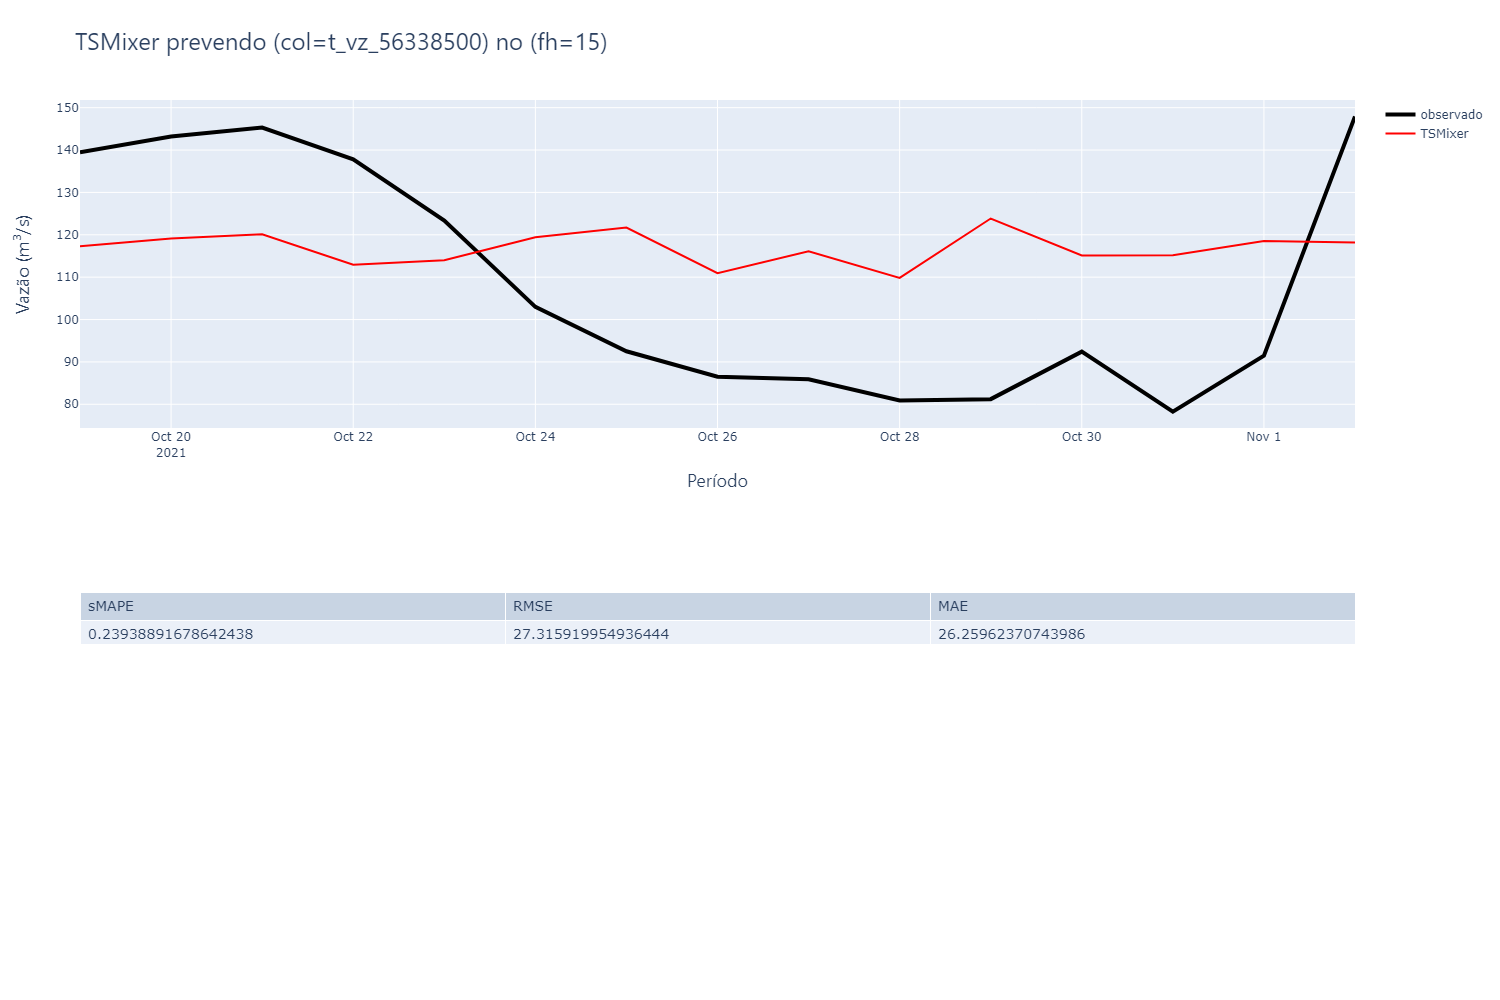 TSMixer prevendo (col=t_vz_56338500) no (fh=15)
150
140
130
120
110
100
90
80
Vazão (m³/s)
Oct 20
2021
Oct 22
Oct 24
Oct 26
Oct 28
Oct 30
Nov 1
Período
observado
TSMixer
sMAPE RMSE MAE
0.23938891678642438 27.315919954936444 26.25962370743986